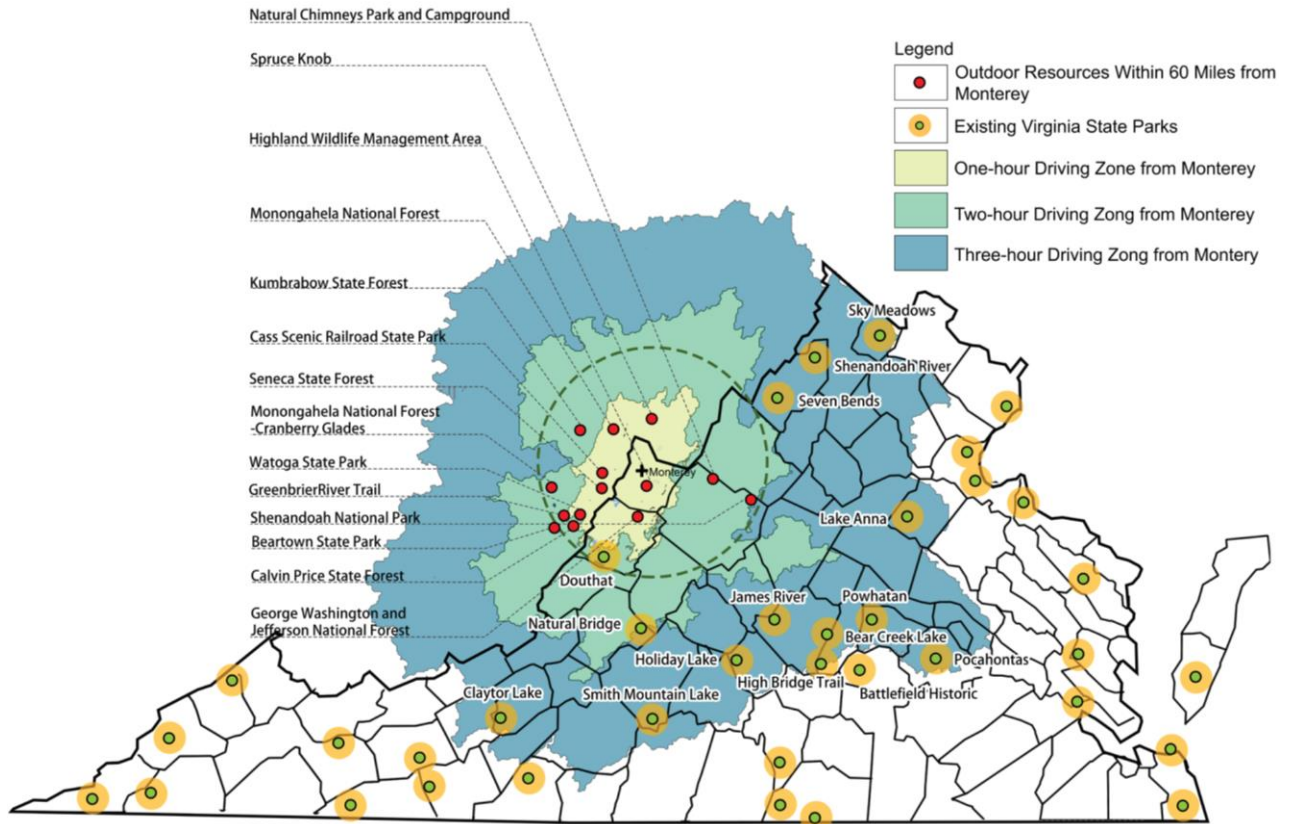 Natural Chimneys Park and Campground
Spruce Knob
Highland Wildlife Management Area
Monongahela National Forest
Kumbrabow State Forest
Cass Scenic Railroad State Park
Seneca State Forest
Monongahela National Forest
-Cranberry Glades
Watoga State Park
GreenbrierRiver Trail
Shenandoah National Park
Beartown State Park
Calvin Price State Forest
George Washington and
Jefferson National Forest
Legend
Outdoor Resources Within 60 Miles from
Monterey
Existing Virginia State Parks
One-hour Driving Zone from Monterey
Two-hour Driving Zong from Monterey
Three-hour Driving Zong from Montery
Sky Meadows
Shenandoah River
Seven Bends
Monteray
Lake Anna
Douthat
James River
Powhatan
Natural Bridge
Bear Creek Lake
Holiday Lake
Pocahontas
High Bridge Trail
Battlefield Historic
Claytor Lake
Smith Mountain Lake